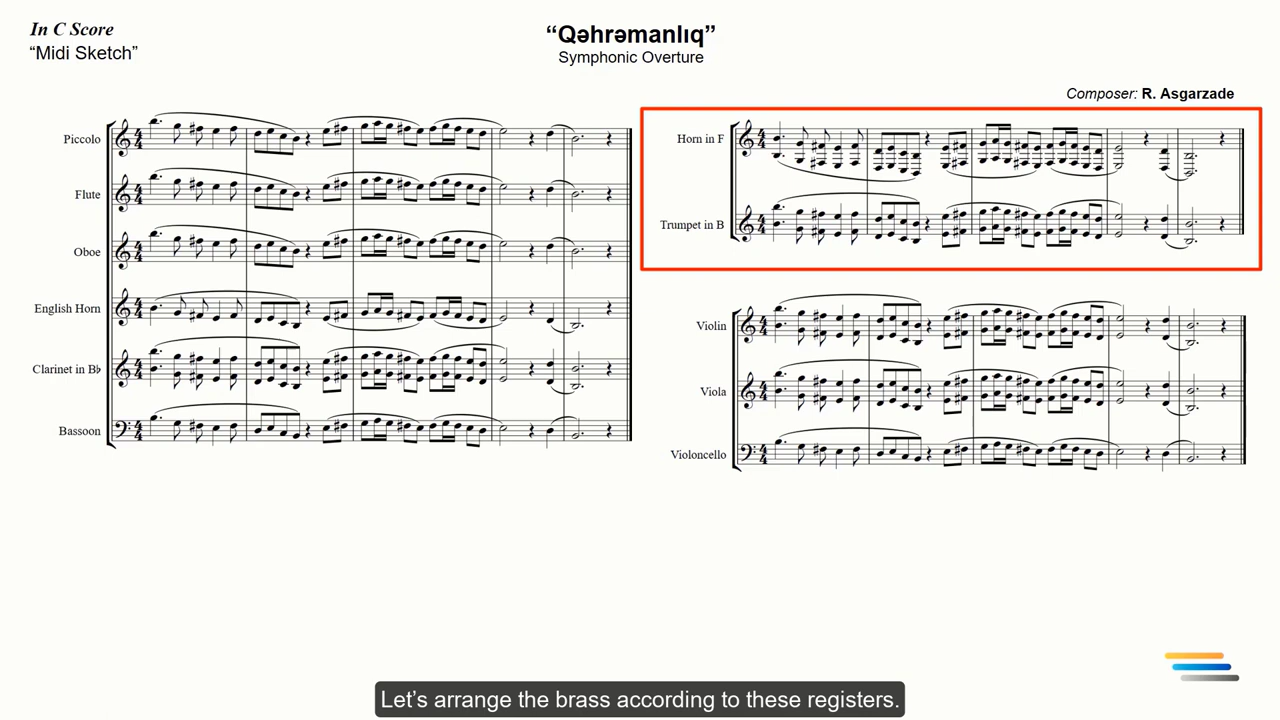 In C Score
“Midi Sketch”
“Qəhrəmanlıq”
Symphonic Overture
Composer: R. Asgarzade
Piccolo
Flute
Oboe
English Horn
Clarinet in B♭
Bassoon
Horn in F
Trumpet in B
Violin
Viola
Violoncello
Let’s arrange the brass according to these registers.